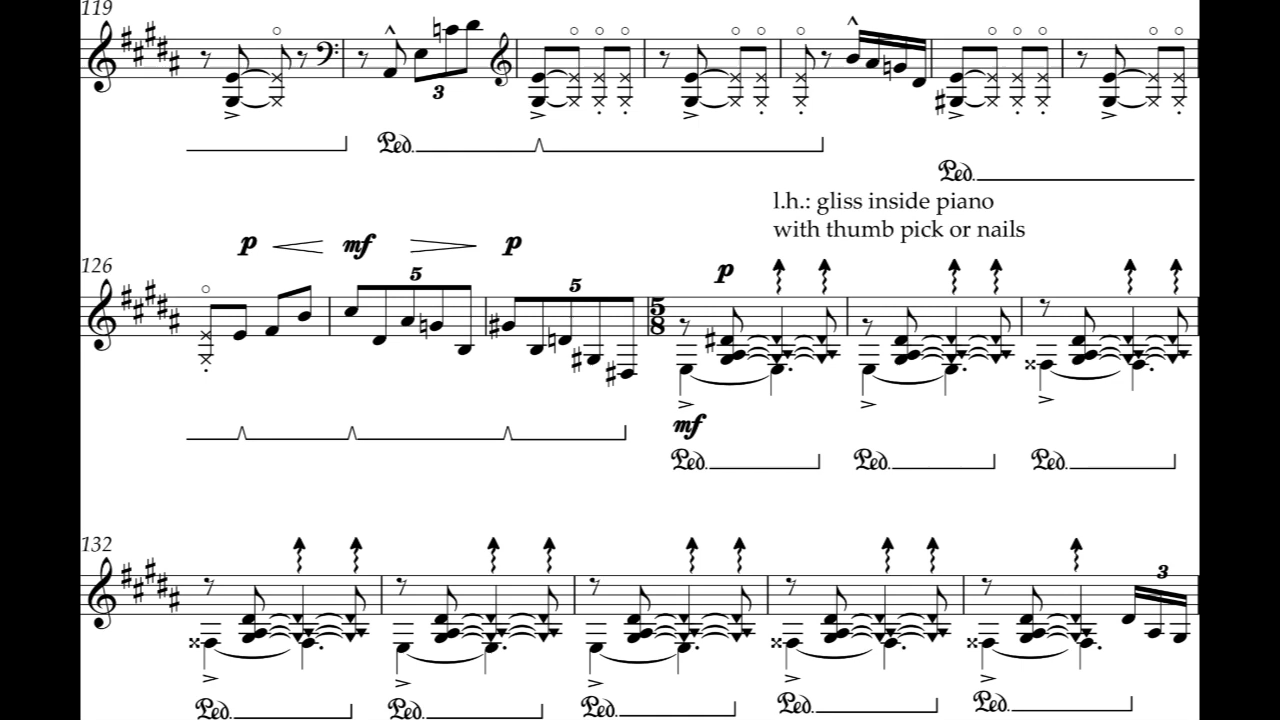 119
3
Ped.
Ped.
l.h.: gliss inside piano
with thumb pick or nails
p mf p
126
5 5
p
5
8
mf
Ped. Ped. Ped.
132
3
Ped. Ped. Ped. Ped. Ped.